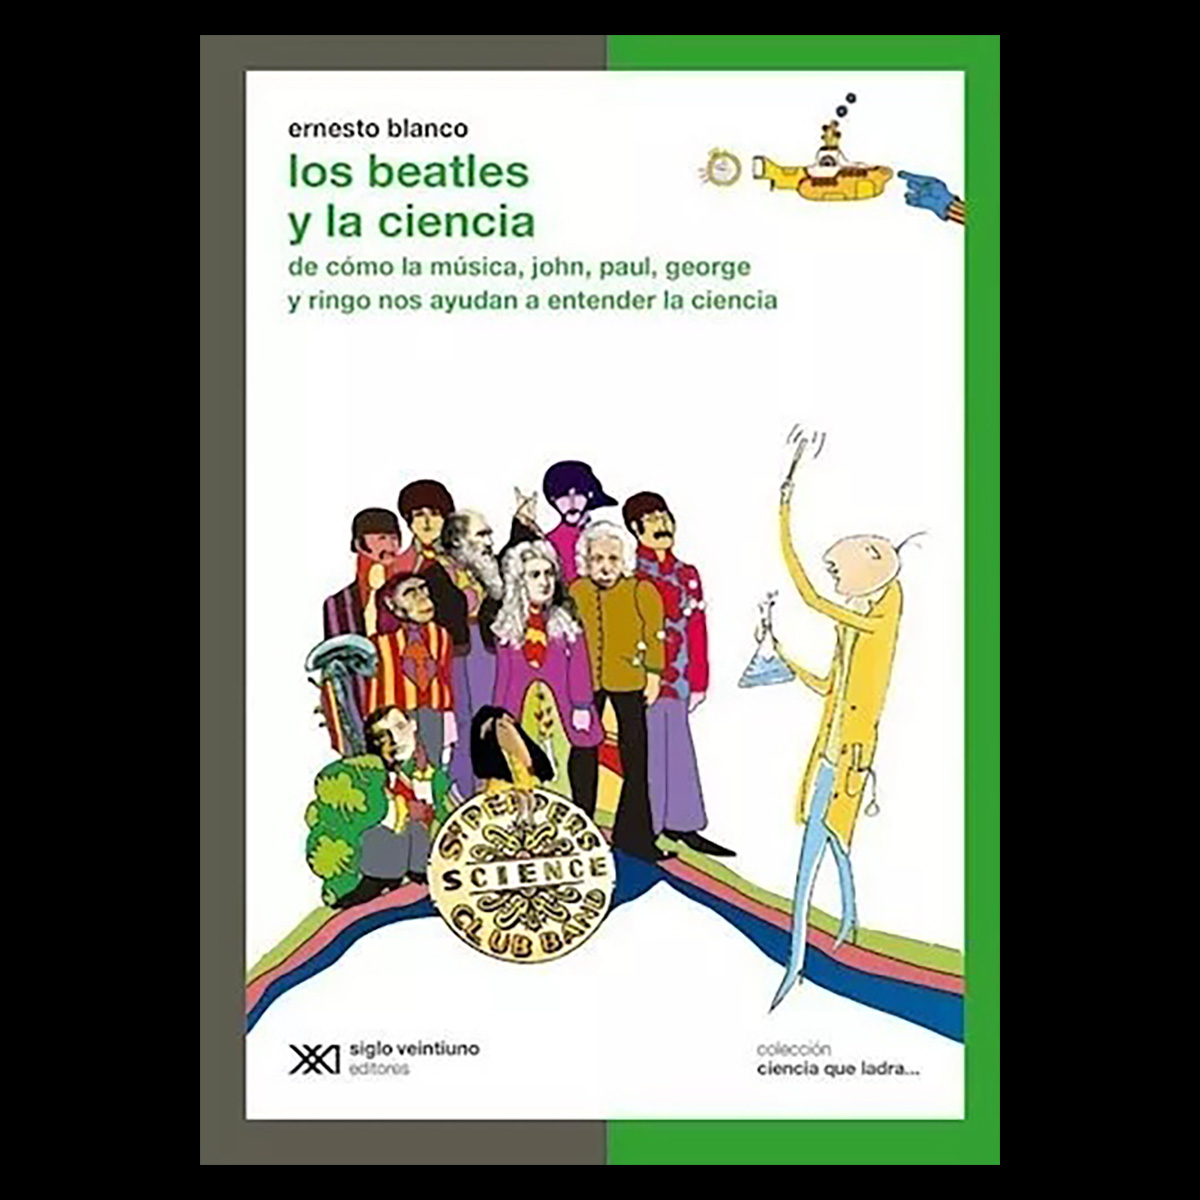 ernesto blanco
los beatles
y la ciencia
de cómo la música, john, paul, george
y ringo nos ayudan a entender la ciencia
SGT PEPPERS
SCIENCE
CLUB BAND
siglo veintiuno
editores
colección
ciencia que ladra...